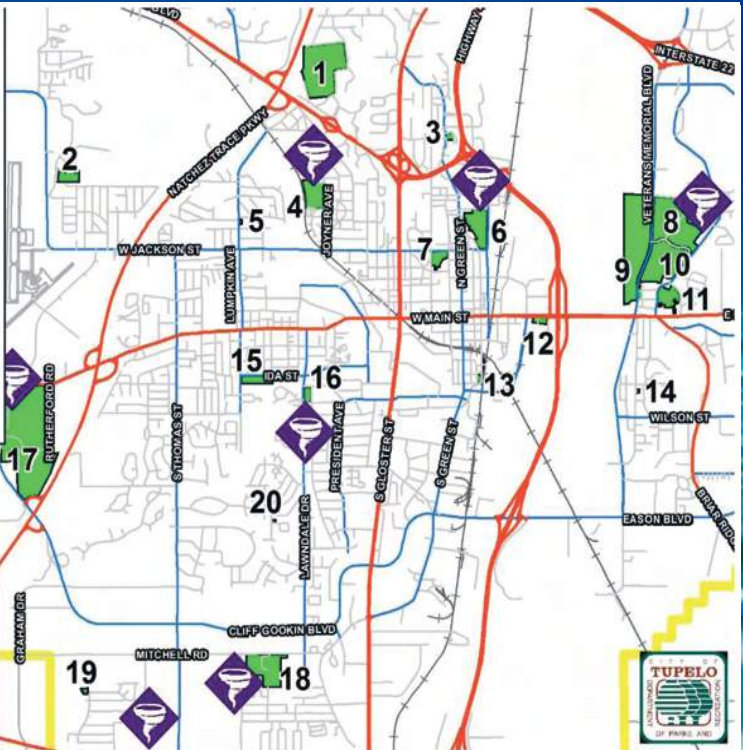 BLVD
HIGHWAY
INTERSTATE 22
1
VETERANS MEMORIAL BLVD
NATCHEZ TRACE PKWY
3
2
4
JOYNER AVE
5
6
7
N GREEN ST
8
9
10
11
W JACKSON ST
LUMPKIN AVE
W MAIN ST
E
12
13
14
15
IDA ST
16
RUTHERFORD RD
17
S THOMAS ST
PRESIDENT AVE
S GLOSTER ST
S GREEN ST
WILSON ST
20
LAWNDALE DR
EASON BLVD
BRIAR RIDG
GRAHAM DR
CLIFF GOOKIN BLVD
MITCHELL RD
18
19
CITY OF
TUPELO
DEPARTMENT
OF PARKS AND
RECREATION